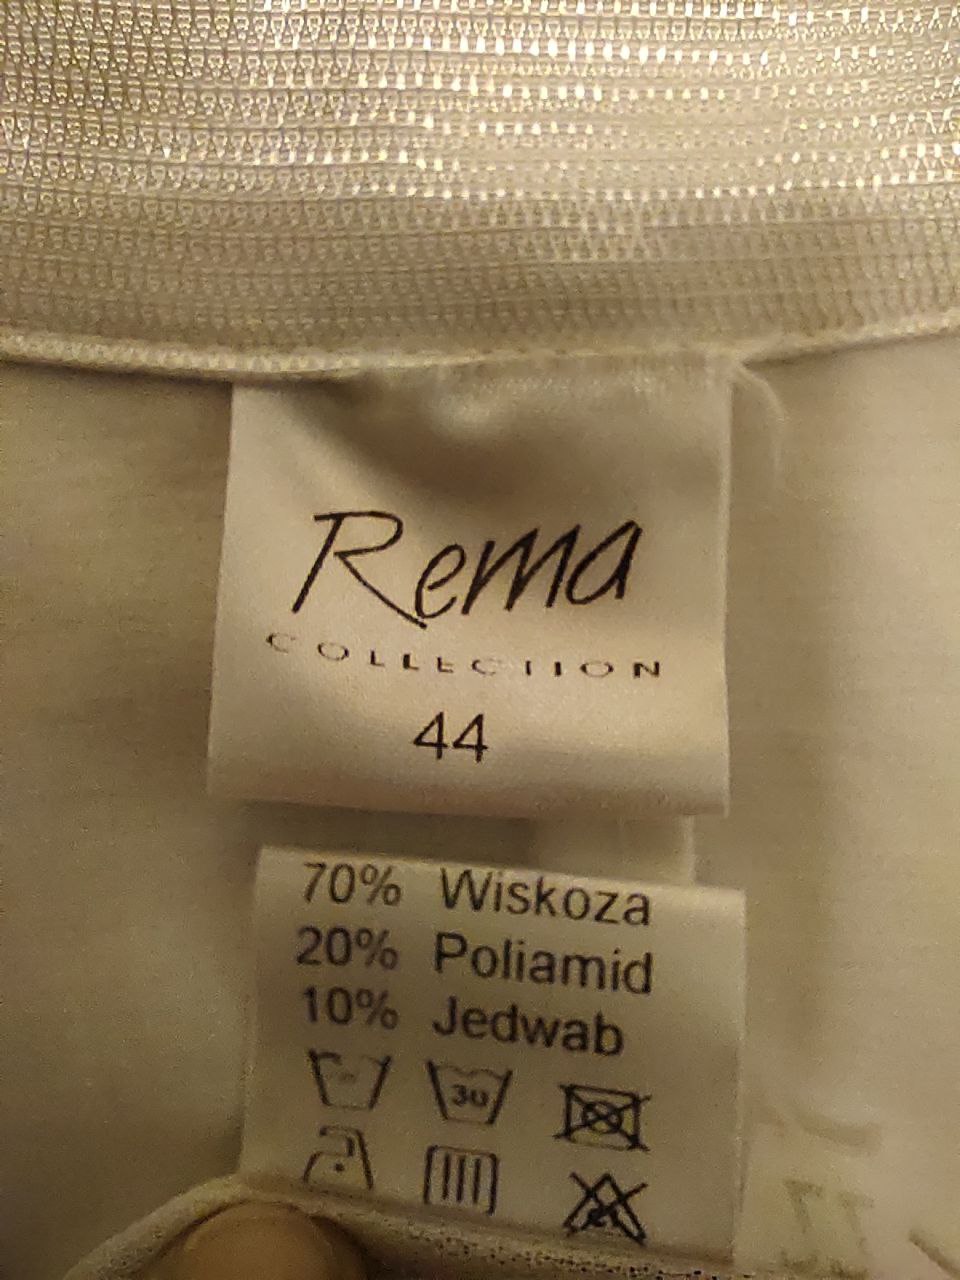 Rema
COLLECTION
44
70% Wiskoza
20% Poliamid
10% Jedwab
30